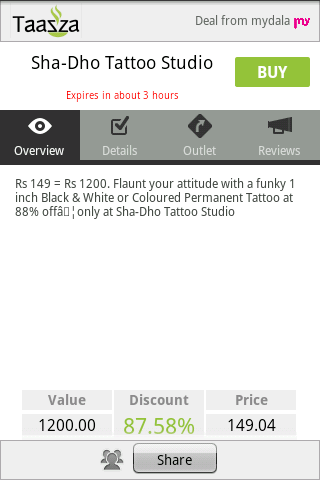 Taazza
Deal from mydala my
Sha-Dho Tattoo Studio
BUY
Expires in about 3 hours
Overview Details Outlet Reviews
Rs 149 = Rs 1200. Flaunt your attitude with a funky 1
inch Black & White or Coloured Permanent Tattoo at
88% offâ¦only at Sha-Dho Tattoo Studio
Value Discount Price
1200.00 87.58% 149.04
Share